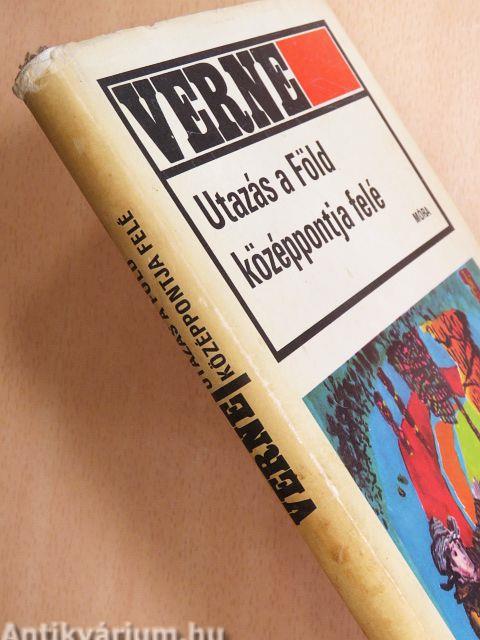 VERNE
Utazás a Föld
középpontja felé
MÓRA
VERNE
UTAZÁS A FÖLD
KÖZÉPPONTJA FELÉ
Antikvárium.hu